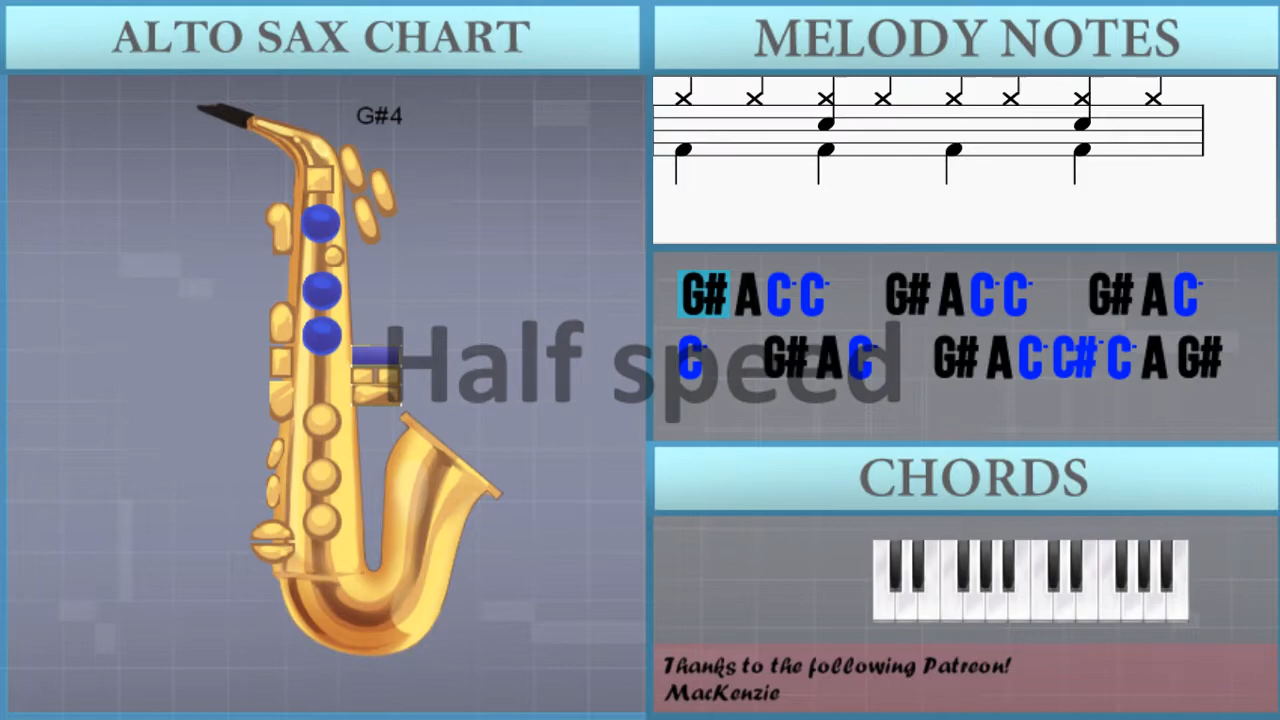 ALTO SAX CHART
MELODY NOTES
G#4
G# A C- C- G# A C- C- G# A C-
C- G# A C- G# A C- C#- C- A G#
Half speed
CHORDS
Thanks to the following Patreon!
MacKenzie